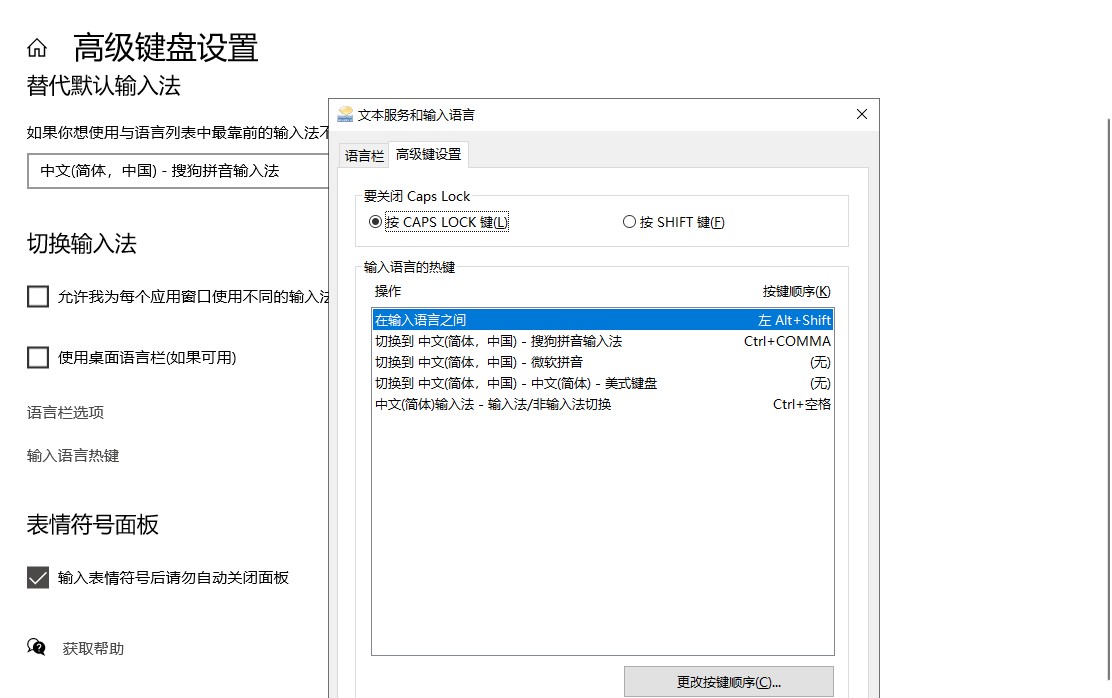 高级键盘设置
替代默认输入法
如果你想使用与语言列表中最靠前的输入法不
中文(简体，中国) - 搜狗拼音输入法
切换输入法
允许我为每个应用窗口使用不同的输入法
使用桌面语言栏(如果可用)
语言栏选项
输入语言热键
表情符号面板
输入表情符号后请勿自动关闭面板
获取帮助
文本服务和输入语言
语言栏 高级键设置
要关闭 Caps Lock
按 CAPS LOCK 键(L) 按 SHIFT 键(F)
输入语言的热键
操作 按键顺序(K)
在输入语言之间 左 Alt+Shift
切换到 中文(简体，中国) - 搜狗拼音输入法 Ctrl+COMMA
切换到 中文(简体，中国) - 微软拼音 (无)
切换到 中文(简体，中国) - 中文(简体) - 美式键盘 (无)
中文(简体)输入法 - 输入法/非输入法切换 Ctrl+空格
更改按键顺序(C)...